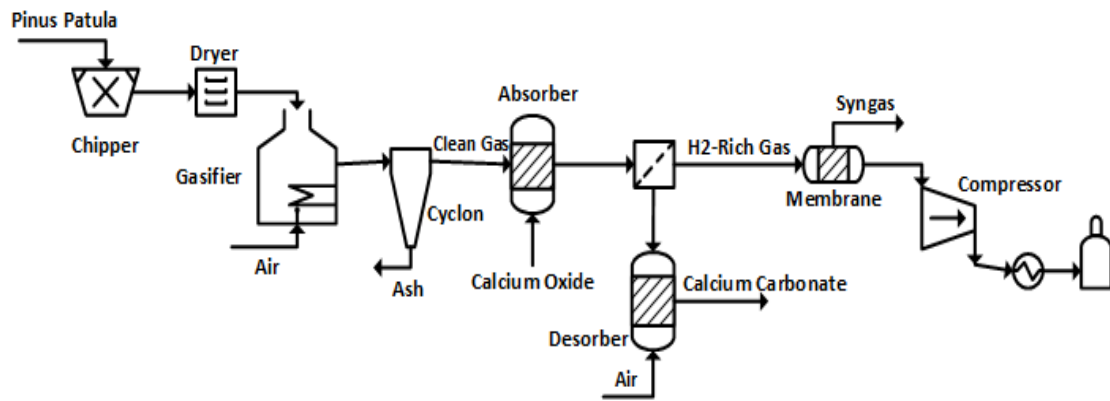 Pinus Patula
Dryer
Chipper
Gasifier
Air
Cyclon
Ash
Clean Gas
Absorber
Calcium Oxide
H2-Rich Gas
Syngas
Membrane
Compressor
Calcium Carbonate
Desorber
Air